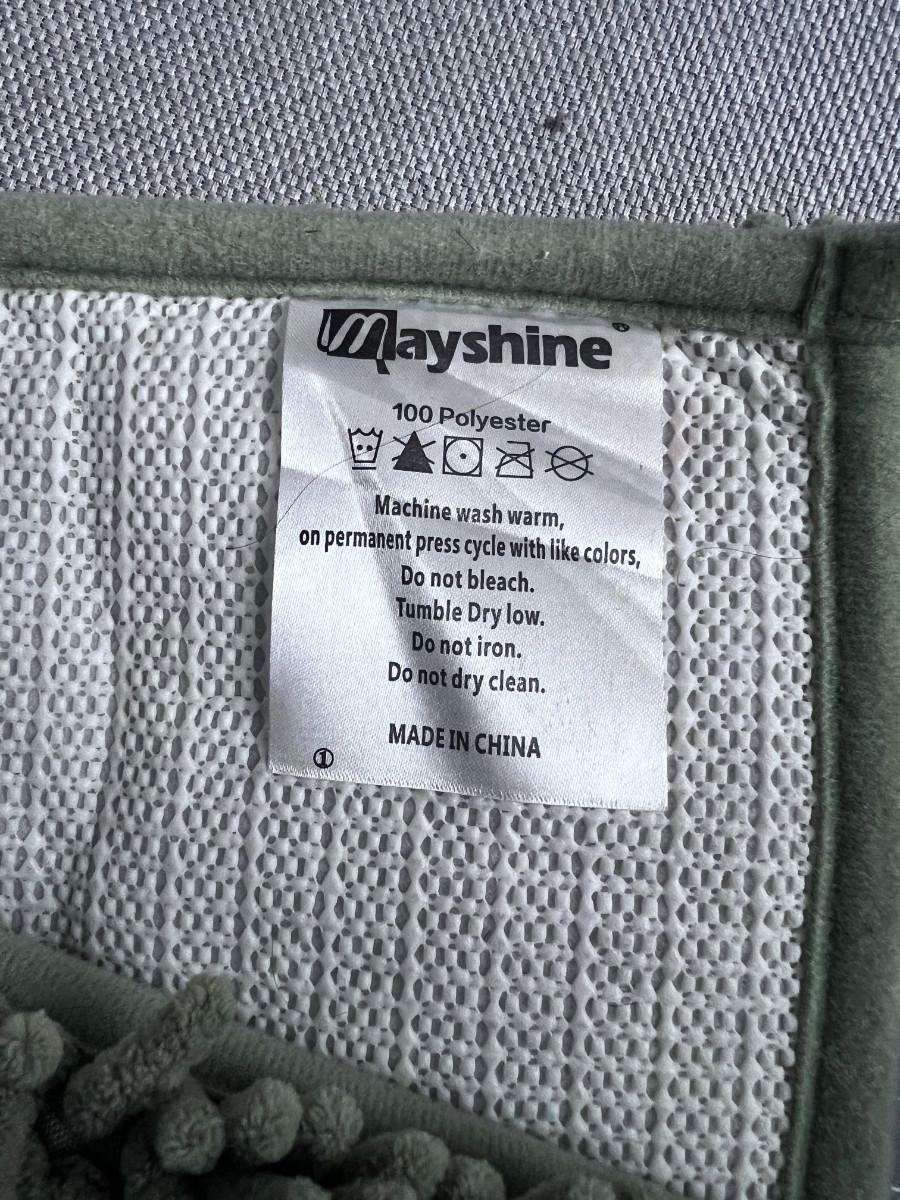 Mayshine®
100 Polyester
Machine wash warm,
on permanent press cycle with like colors,
Do not bleach.
Tumble Dry low.
Do not iron.
Do not dry clean.
MADE IN CHINA
①